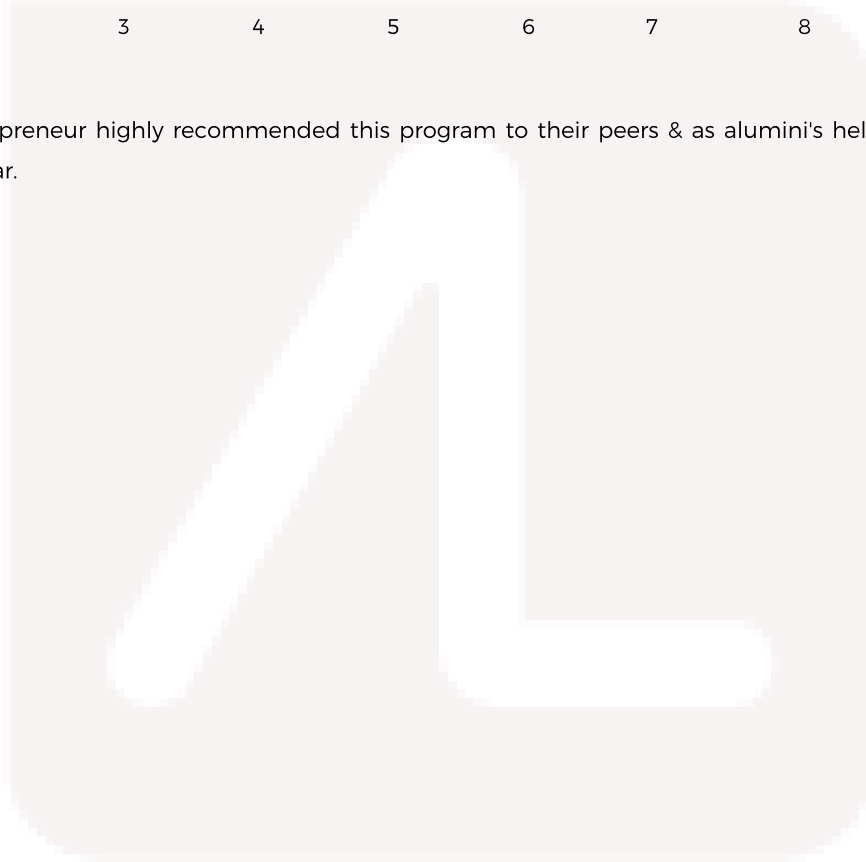 3 4 5 6 7 8
preneur highly recommended this program to their peers & as alumini's hel
ar.